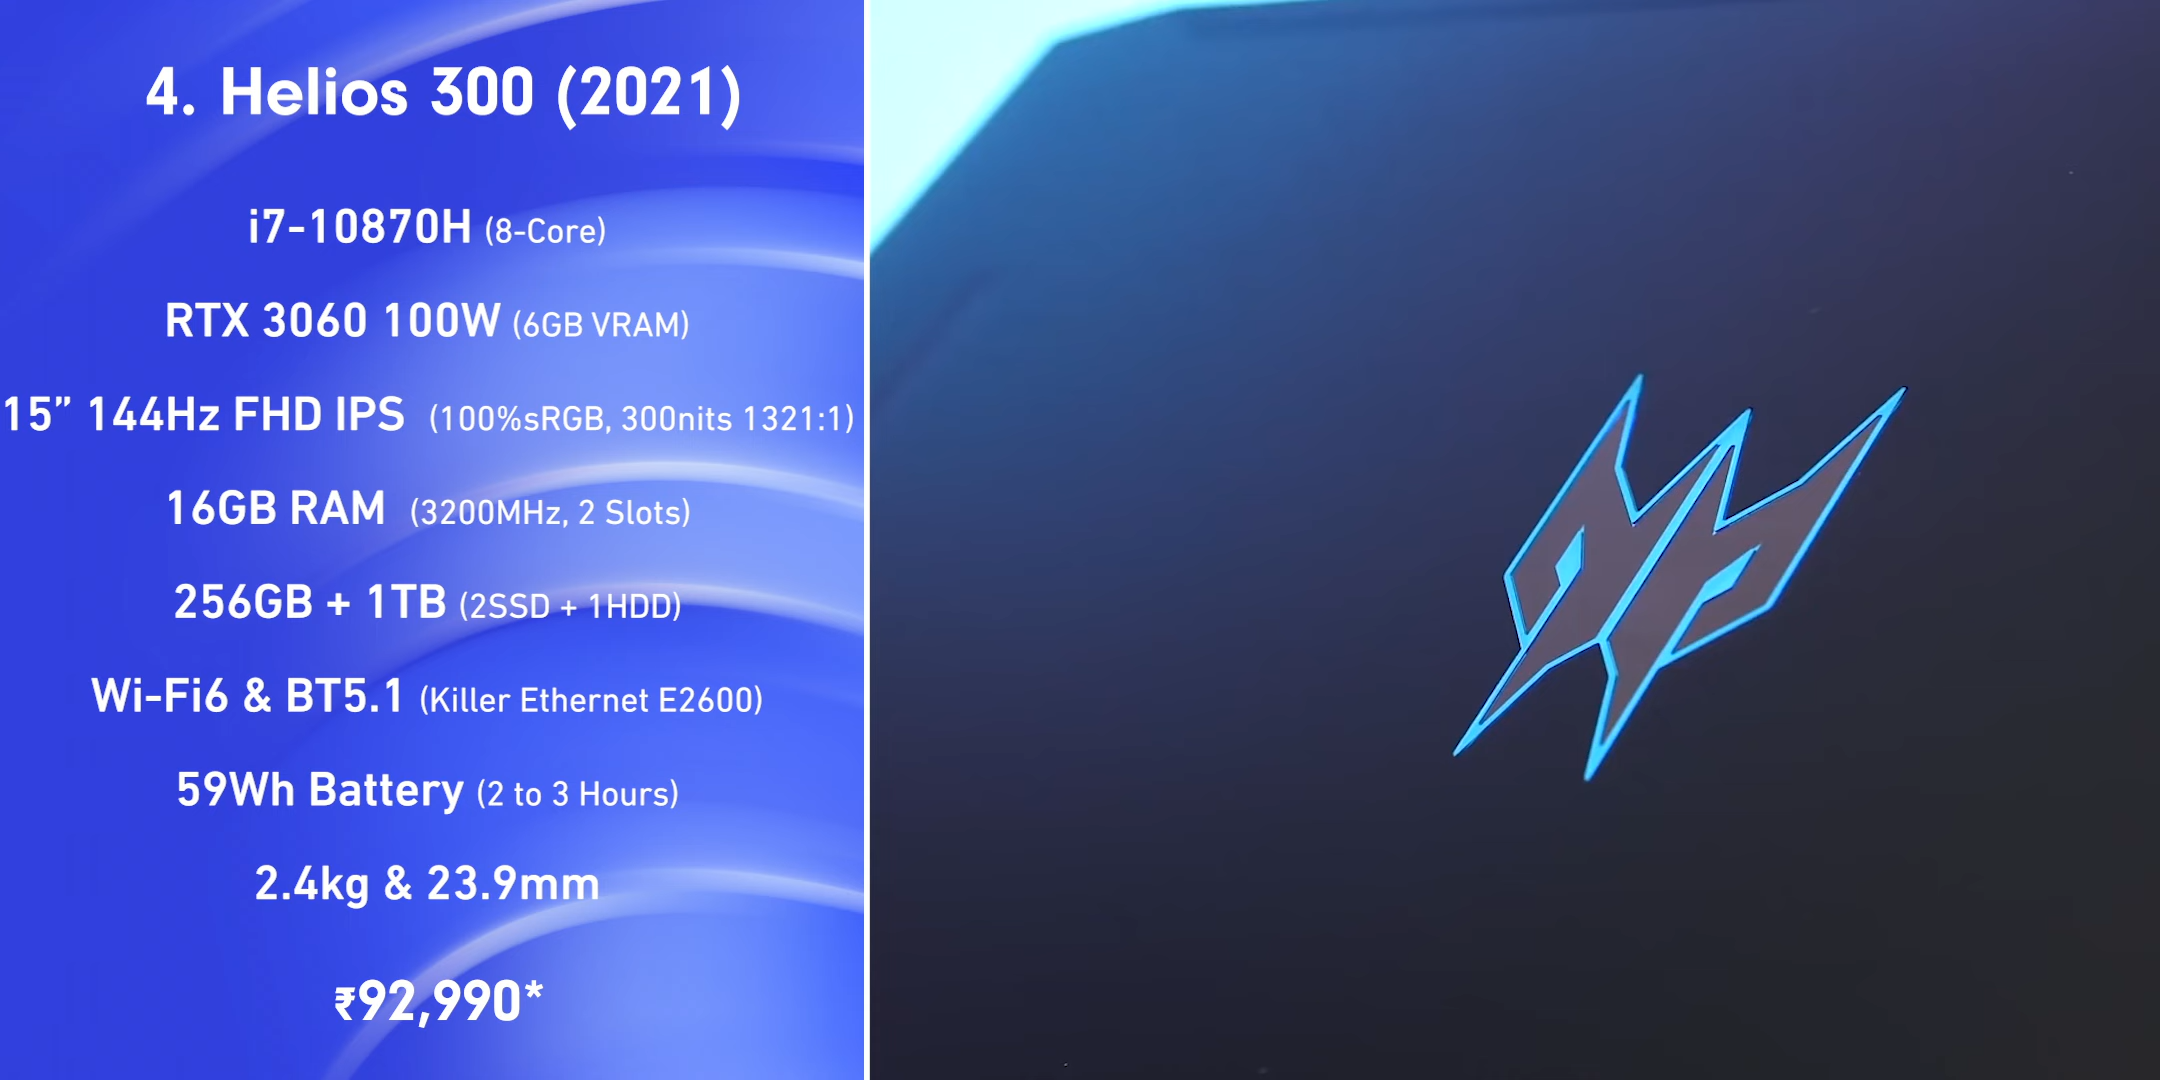 4. Helios 300 (2021)
i7-10870H (8-Core)
RTX 3060 100W (6GB VRAM)
15” 144Hz FHD IPS (100%sRGB, 300nits 1321:1)
16GB RAM (3200MHz, 2 Slots)
256GB + 1TB (2SSD + 1HDD)
Wi-Fi6 & BT5.1 (Killer Ethernet E2600)
59Wh Battery (2 to 3 Hours)
2.4kg & 23.9mm
₹92,990*